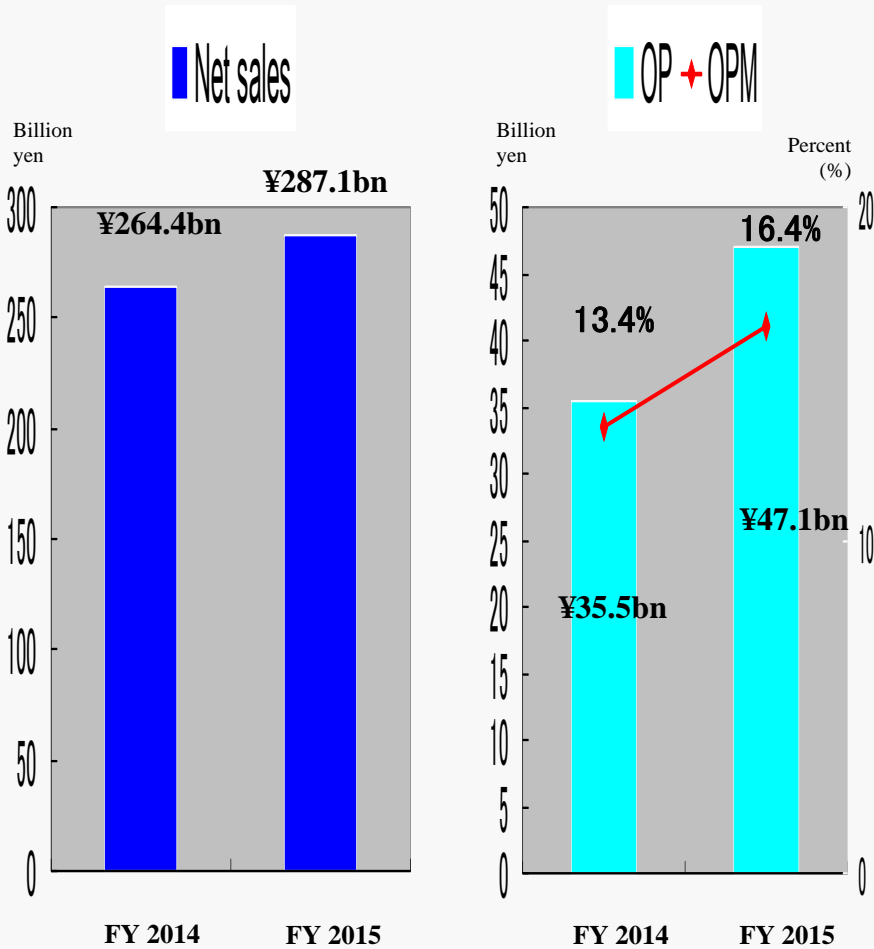 Net sales
Billion
yen
¥287.1bn
¥264.4bn
300
250
200
150
100
50
0
FY 2014
FY 2015
OP OPM
Billion
yen
Percent
(%)
50
45
40
35
30
25
20
15
10
5
0
16.4%
13.4%
¥47.1bn
¥35.5bn
20
10
0
FY 2014
FY 2015